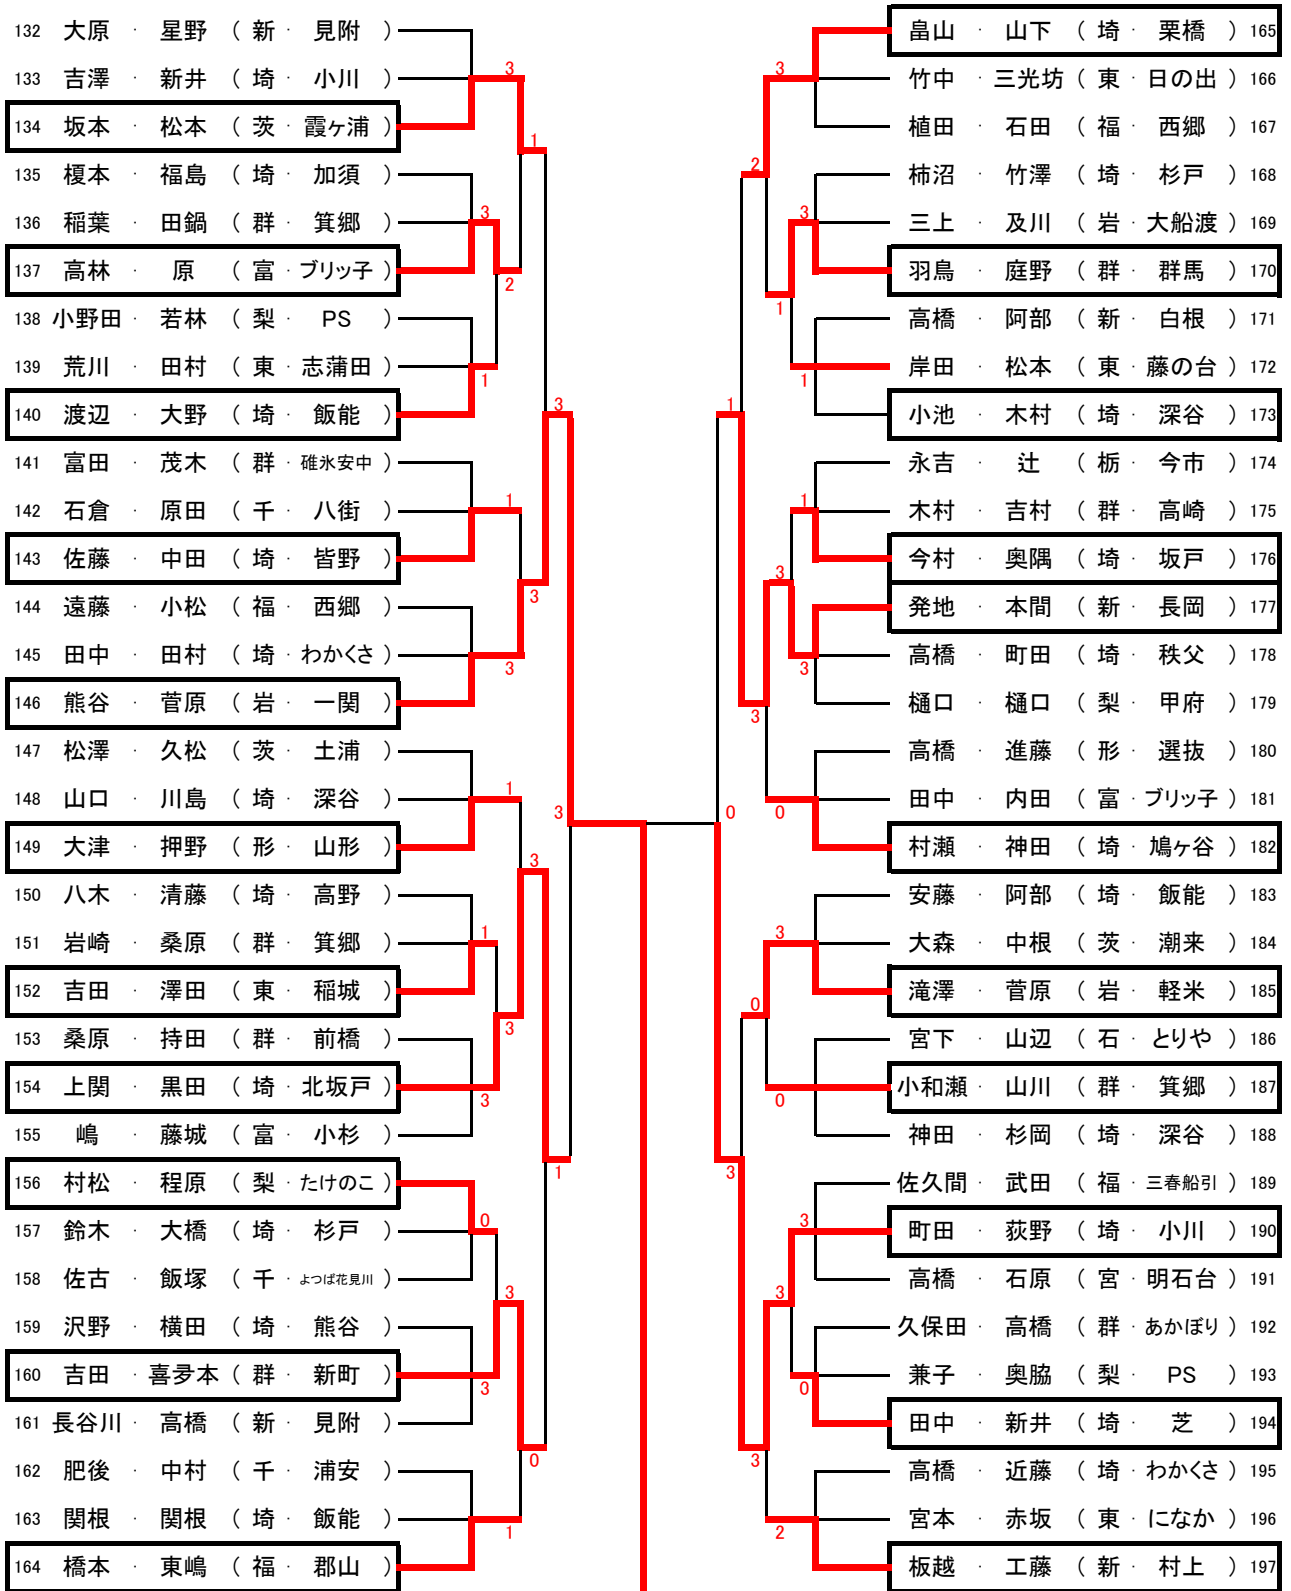 132 大原 · 星野 ( 新 · 見附 )
133 吉澤 · 新井 ( 埼 · 小川 )
134 坂本 · 松本 ( 茨 · 霞ヶ浦 )
135 榎本 · 福島 ( 埼 · 加須 )
136 稲葉 · 田鍋 ( 群 · 箕郷 )
137 高林 · 原 ( 富 · ブリッ子 )
138 小野田 · 若林 ( 梨 · PS )
139 荒川 · 田村 ( 東 · 志蒲田 )
140 渡辺 · 大野 ( 埼 · 飯能 )
141 富田 · 茂木 ( 群 · 碓氷安中 )
142 石倉 · 原田 ( 千 · 八街 )
143 佐藤 · 中田 ( 埼 · 皆野 )
144 遠藤 · 小松 ( 福 · 西郷 )
145 田中 · 田村 ( 埼 · わかくさ )
146 熊谷 · 菅原 ( 岩 · 一関 )
147 松澤 · 久松 ( 茨 · 土浦 )
148 山口 · 川島 ( 埼 · 深谷 )
149 大津 · 押野 ( 形 · 山形 )
150 八木 · 清藤 ( 埼 · 高野 )
151 岩崎 · 桑原 ( 群 · 箕郷 )
152 吉田 · 澤田 ( 東 · 稲城 )
153 桑原 · 持田 ( 群 · 前橋 )
154 上関 · 黒田 ( 埼 · 北坂戸 )
155 嶋 · 藤城 ( 富 · 小杉 )
156 村松 · 程原 ( 梨 · たけのこ )
157 鈴木 · 大橋 ( 埼 · 杉戸 )
158 佐古 · 飯塚 ( 千 · よつば花見川 )
159 沢野 · 横田 ( 埼 · 熊谷 )
160 吉田 · 喜夛本 ( 群 · 新町 )
161 長谷川 · 高橋 ( 新 · 見附 )
162 肥後 · 中村 ( 千 · 浦安 )
163 関根 · 関根 ( 埼 · 飯能 )
164 橋本 · 東嶋 ( 福 · 郡山 )
3
1
3
2
1
3
1
3
3
3
1
3
1
3
3
1
0
3
3
0
1
畠山 · 山下 ( 埼 · 栗橋 ) 165
竹中 · 三光坊 ( 東 · 日の出 ) 166
植田 · 石田 ( 福 · 西郷 ) 167
柿沼 · 竹澤 ( 埼 · 杉戸 ) 168
三上 · 及川 ( 岩 · 大船渡 ) 169
羽鳥 · 庭野 ( 群 · 群馬 ) 170
高橋 · 阿部 ( 新 · 白根 ) 171
岸田 · 松本 ( 東 · 藤の台 ) 172
小池 · 木村 ( 埼 · 深谷 ) 173
永吉 · 辻 ( 栃 · 今市 ) 174
木村 · 吉村 ( 群 · 高崎 ) 175
今村 · 奥隅 ( 埼 · 坂戸 ) 176
発地 · 本間 ( 新 · 長岡 ) 177
高橋 · 町田 ( 埼 · 秩父 ) 178
樋口 · 樋口 ( 梨 · 甲府 ) 179
高橋 · 進藤 ( 形 · 選抜 ) 180
田中 · 内田 ( 富 · ブリッ子 ) 181
村瀬 · 神田 ( 埼 · 鳩ヶ谷 ) 182
安藤 · 阿部 ( 埼 · 飯能 ) 183
大森 · 中根 ( 茨 · 潮来 ) 184
滝澤 · 菅原 ( 岩 · 軽米 ) 185
宮下 · 山辺 ( 石 · とりや ) 186
小和瀬 · 山川 ( 群 · 箕郷 ) 187
神田 · 杉岡 ( 埼 · 深谷 ) 188
佐久間 · 武田 ( 福 · 三春船引 ) 189
町田 · 荻野 ( 埼 · 小川 ) 190
高橋 · 石原 ( 宮 · 明石台 ) 191
久保田 · 高橋 ( 群 · あかぼり ) 192
兼子 · 奥脇 ( 梨 · PS ) 193
田中 · 新井 ( 埼 · 芝 ) 194
高橋 · 近藤 ( 埼 · わかくさ ) 195
宮本 · 赤坂 ( 東 · になか ) 196
板越 · 工藤 ( 新 · 村上 ) 197
3
2
3
1
1
1
1
3
3
3
0
0
3
0
0
3
3
3
0
3
2